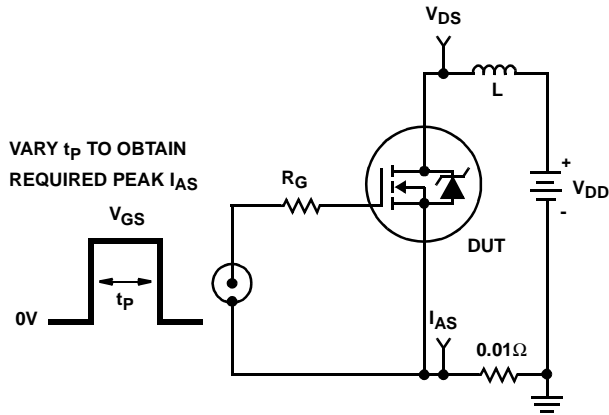 V_DS
L
VARY t_P TO OBTAIN
REQUIRED PEAK I_AS
R_G
+
V_DD
-
V_GS
DUT
t_P
0V
I_AS
0.01Ω